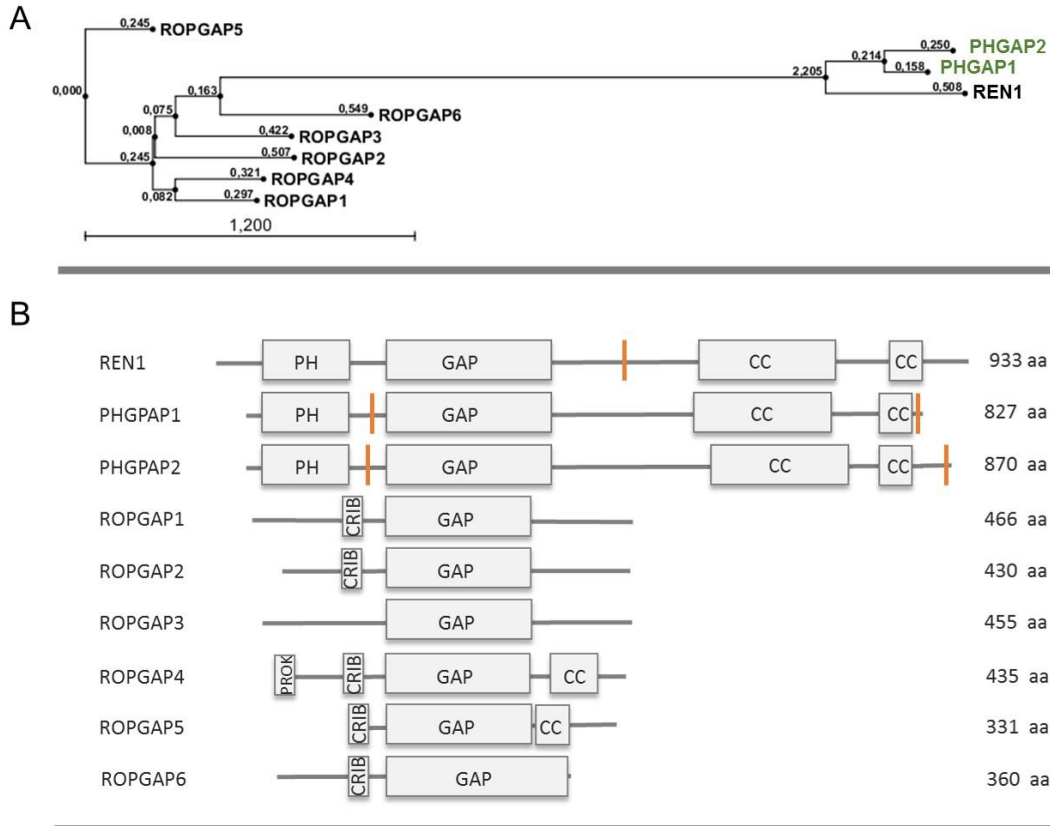 A
0,245 ROPGAP5
0,250 PHGAP2
0,214
0,158 PHGAP1
2,205
0,508 REN1
0,000
0,163
0,549 ROPGAP6
0,075
0,422 ROPGAP3
0,008
0,507 ROPGAP2
0,245
0,321 ROPGAP4
0,082
0,297 ROPGAP1
1,200
B
REN1 PH GAP CC CC 933 aa
PHGPAP1 PH GAP CC CC 827 aa
PHGPAP2 PH GAP CC CC 870 aa
ROPGAP1 CRIB GAP 466 aa
ROPGAP2 CRIB GAP 430 aa
ROPGAP3 GAP 455 aa
ROPGAP4 PROK CRIB GAP CC 435 aa
ROPGAP5 CRIB GAP CC 331 aa
ROPGAP6 CRIB GAP 360 aa